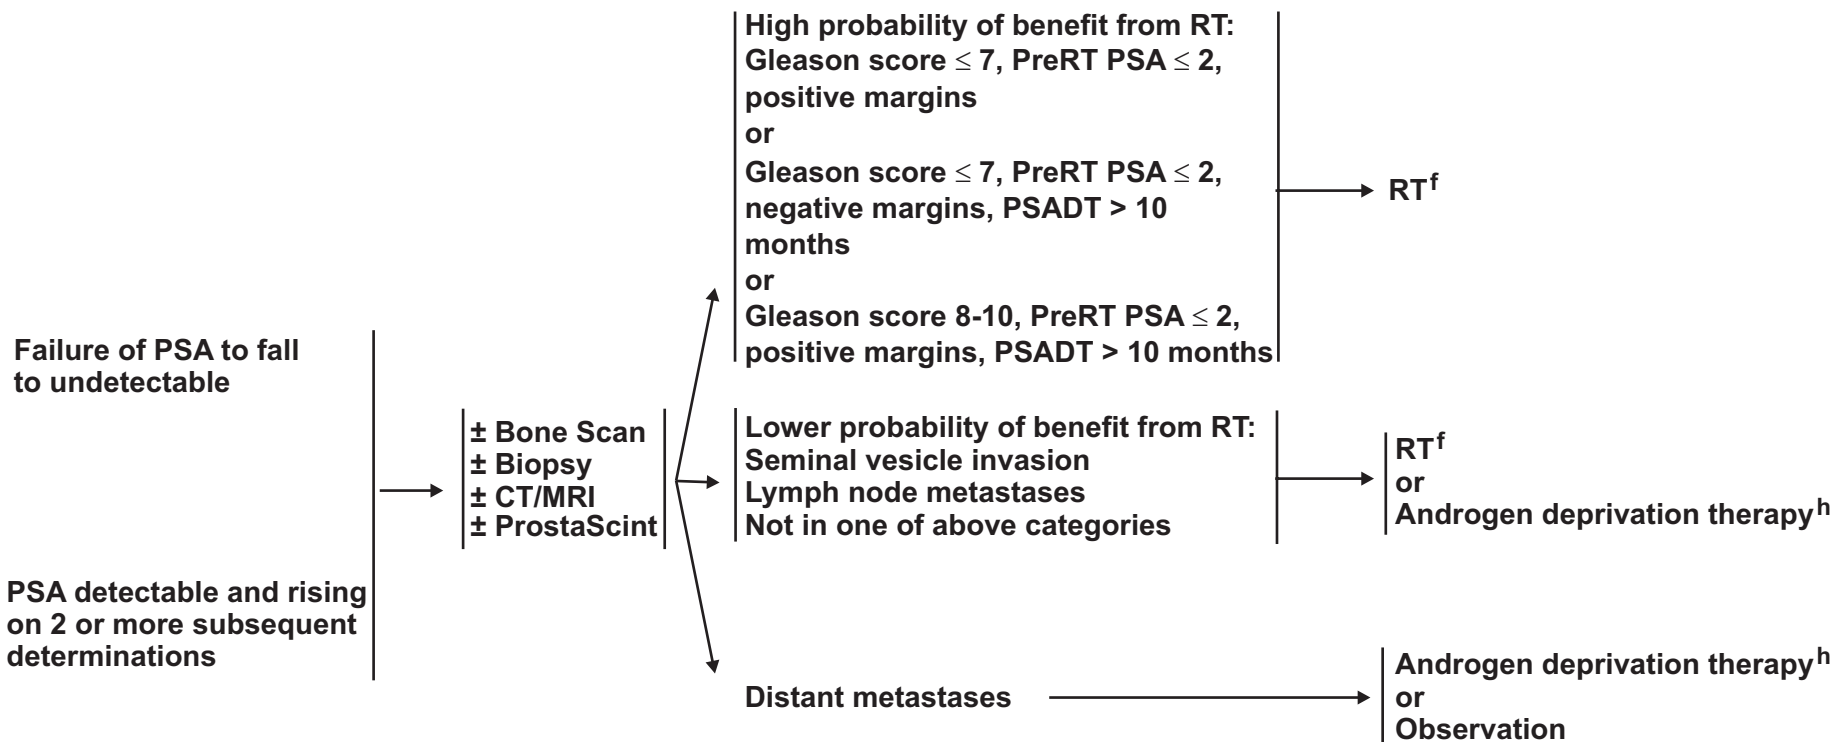 Failure of PSA to fall
to undetectable
PSA detectable and rising
on 2 or more subsequent
determinations
± Bone Scan
± Biopsy
± CT/MRI
± ProstaScint
High probability of benefit from RT:
Gleason score ≤ 7, PreRT PSA ≤ 2,
positive margins
or
Gleason score ≤ 7, PreRT PSA ≤ 2,
negative margins, PSADT > 10
months
or
Gleason score 8-10, PreRT PSA ≤ 2,
positive margins, PSADT > 10 months
RTᶠ
Lower probability of benefit from RT:
Seminal vesicle invasion
Lymph node metastases
Not in one of above categories
RTᶠ
or
Androgen deprivation therapyʰ
Distant metastases
Androgen deprivation therapyʰ
or
Observation